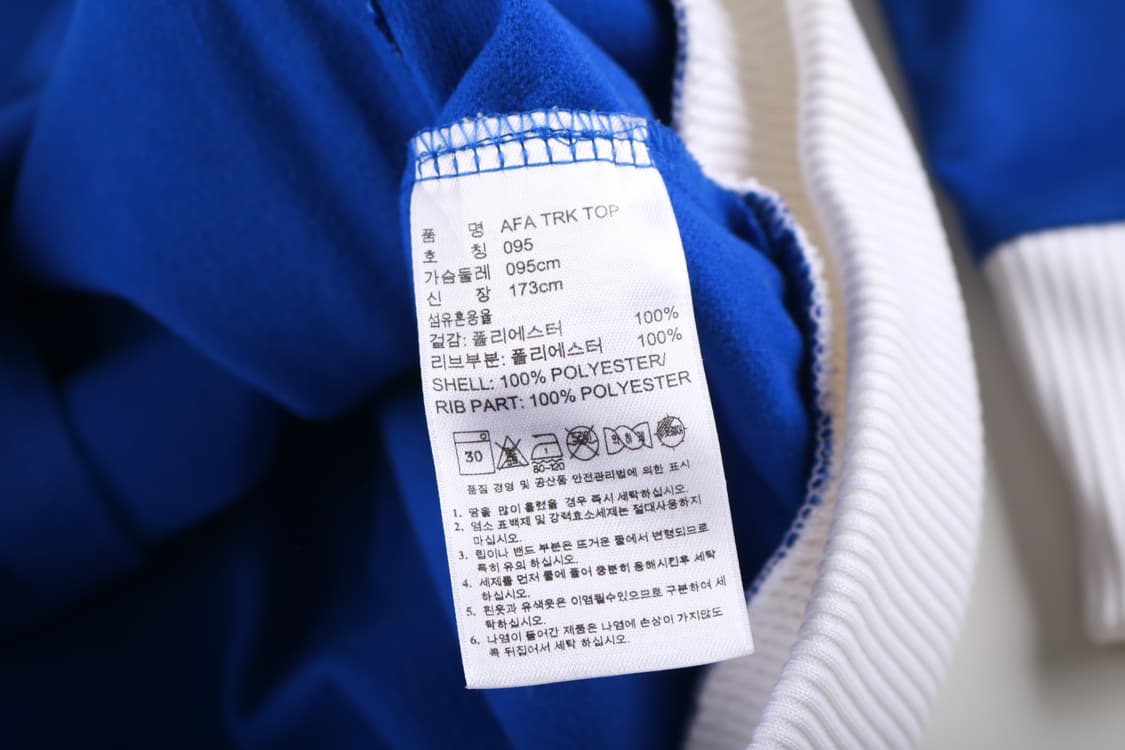 품 명 AFA TRK TOP
호 칭 095
가슴둘레 095cm
신 장 173cm
섬유혼용율
겉감: 폴리에스터 100%
리브부분: 폴리에스터 100%
SHELL: 100% POLYESTER/
RIB PART: 100% POLYESTER
30
80-120
품질 경영 및 공산품 안전관리법에 의한 표시
1. 땀을 많이 흘렸을 경우 즉시 세탁하십시오.
2. 염소 표백제 및 강력효소세제는 절대사용하지
마십시오.
3. 립이나 밴드 부분은 뜨거운 물에서 변형되므로
특히 유의 하십시오.
4. 세제를 먼저 물에 풀어 충분히 용해시킨후 세탁
하십시오.
5. 흰옷과 유색옷은 이염될수있으므로 구분하여 세
탁하십시오.
6. 나염이 들어간 제품은 나염에 손상이 가지않도
록 뒤집어서 세탁 하십시오.